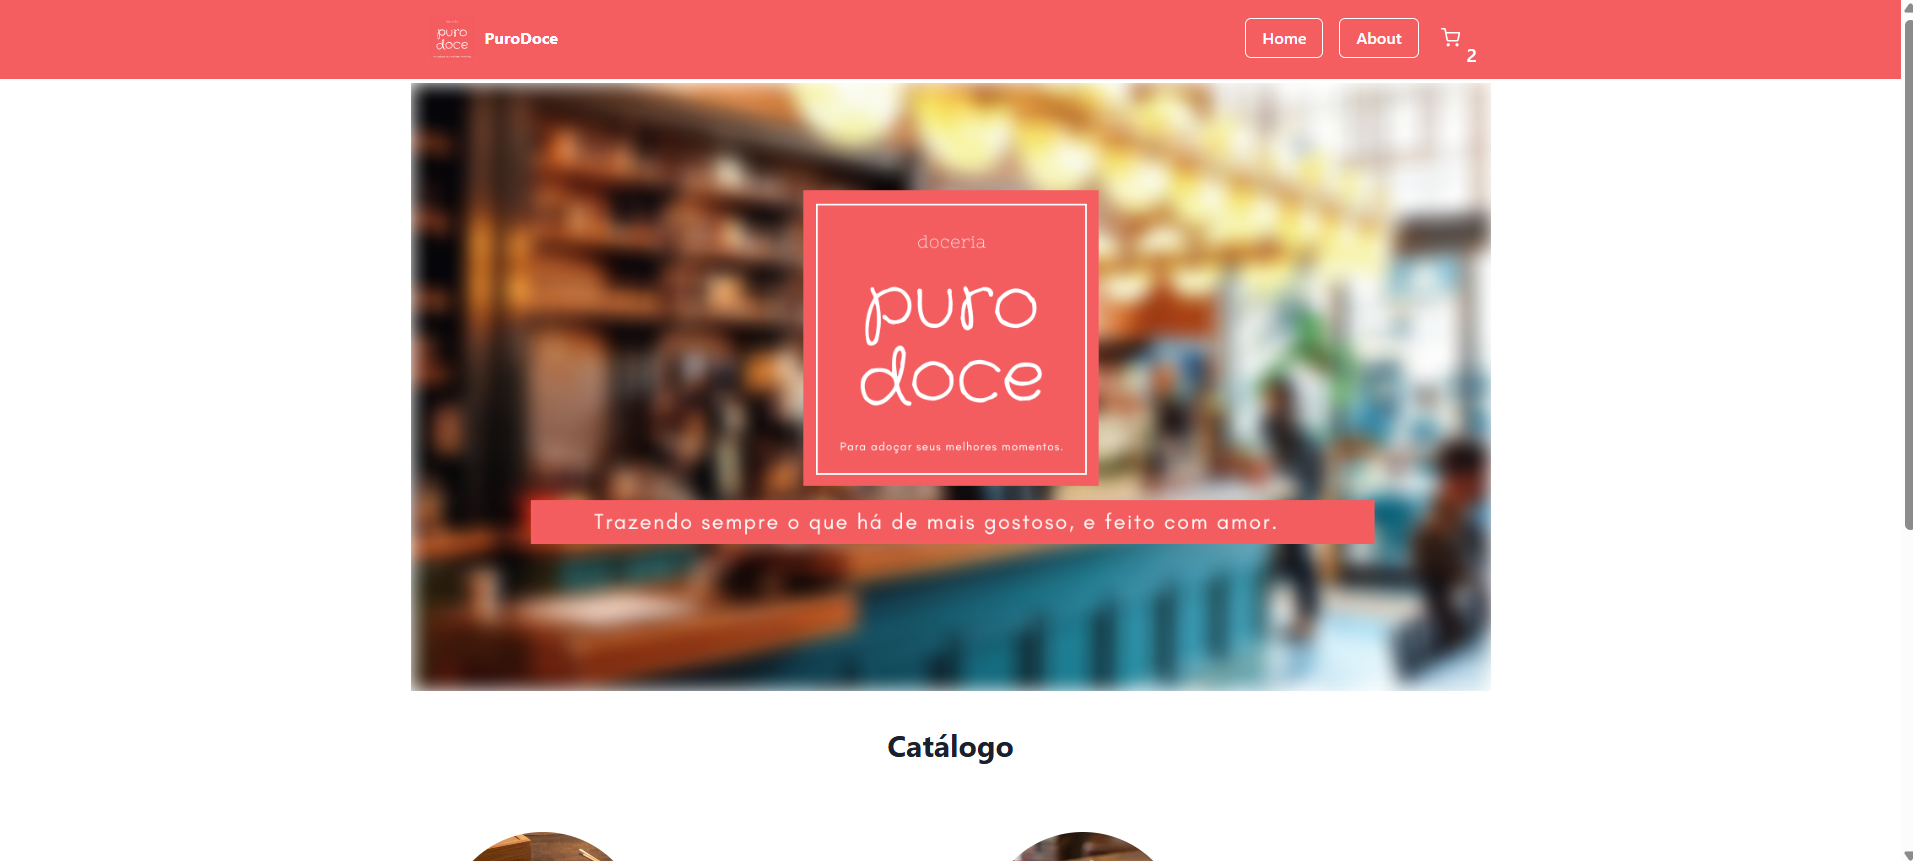 puro
doce
PuroDoce
Home
About
2
doceria
puro
doce
Para adoçar seus melhores momentos.
Trazendo sempre o que há de mais gostoso, e feito com amor.
Catálogo